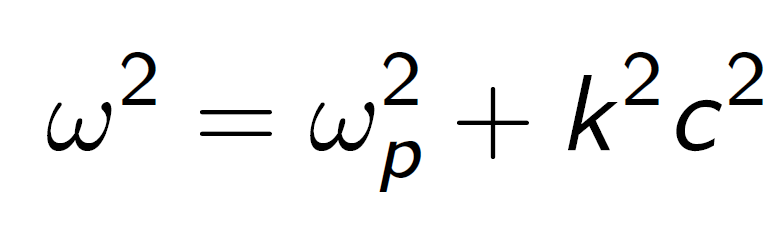 ω² = ωₚ² + k²c²